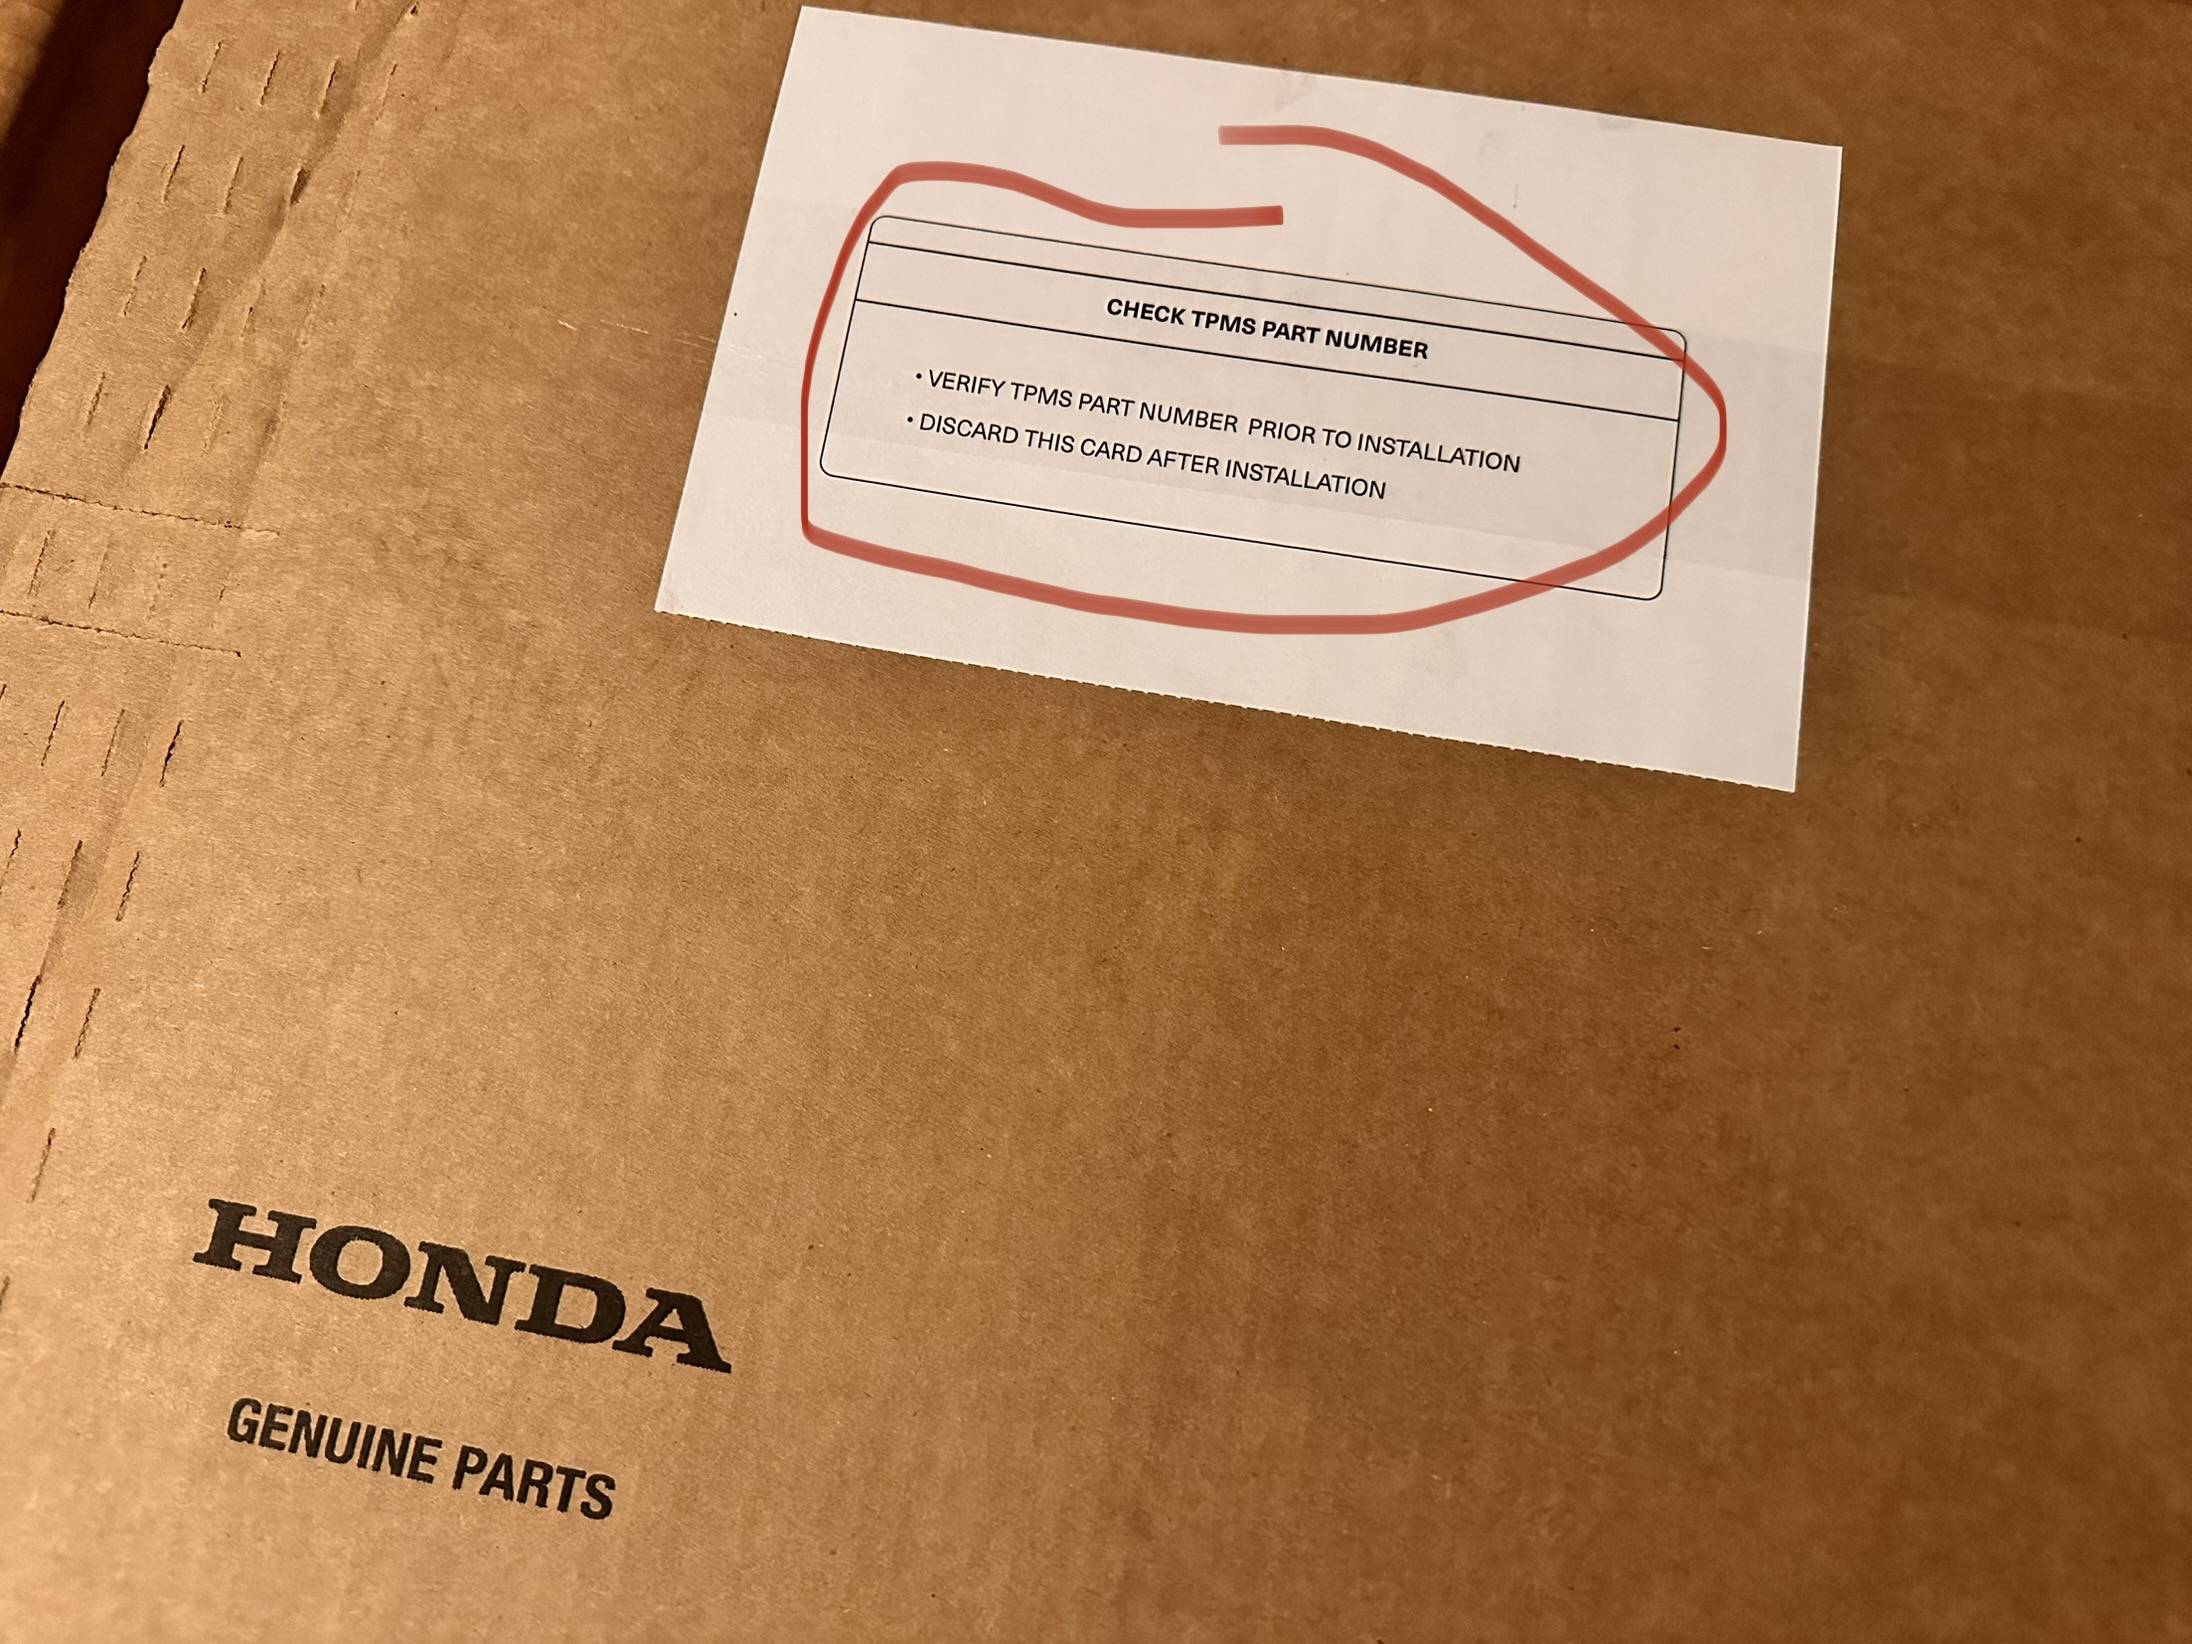 CHECK TPMS PART NUMBER
• VERIFY TPMS PART NUMBER PRIOR TO INSTALLATION
• DISCARD THIS CARD AFTER INSTALLATION
HONDA
GENUINE PARTS